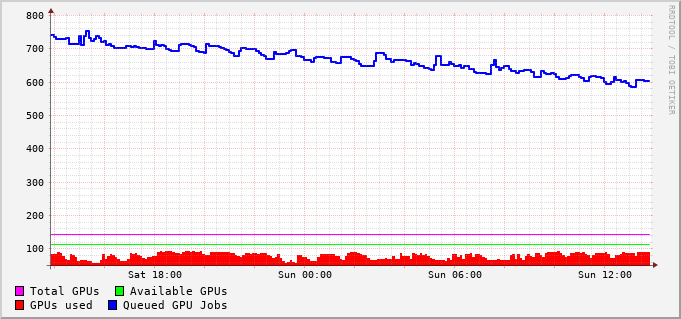 800
700
600
500
400
300
200
100
Sat 18:00 Sun 00:00 Sun 06:00 Sun 12:00
Total GPUs Available GPUs
GPUs used Queued GPU Jobs
RRDTOOL / TOBI OETIKER